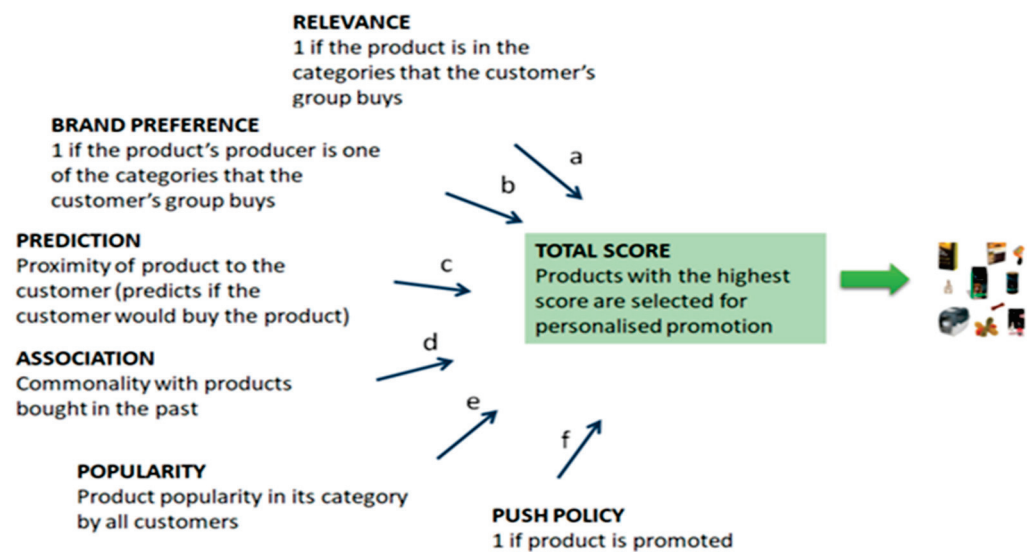 RELEVANCE
1 if the product is in the
categories that the customer's
group buys
a
BRAND PREFERENCE
1 if the product's producer is one
of the categories that the
customer's group buys
b
PREDICTION
Proximity of product to the
customer (predicts if the
customer would buy the product)
c
TOTAL SCORE
Products with the highest
score are selected for
personalised promotion
ASSOCIATION
Commonality with products
bought in the past
d
POPULARITY
Product popularity in its category
by all customers
e
PUSH POLICY
1 if product is promoted
f